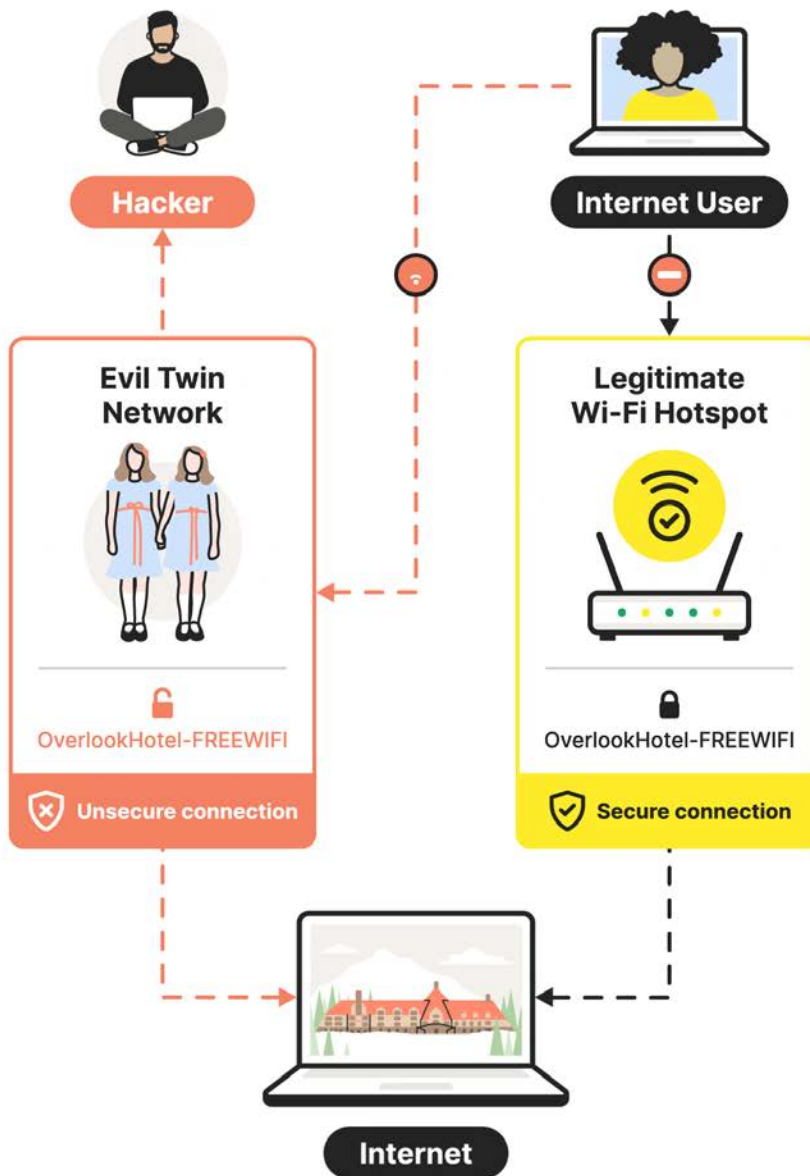 Hacker
Internet User
Evil Twin
Network
Legitimate
Wi-Fi Hotspot
OverlookHotel-FREEWIFI
OverlookHotel-FREEWIFI
Unsecure connection
Secure connection
Internet